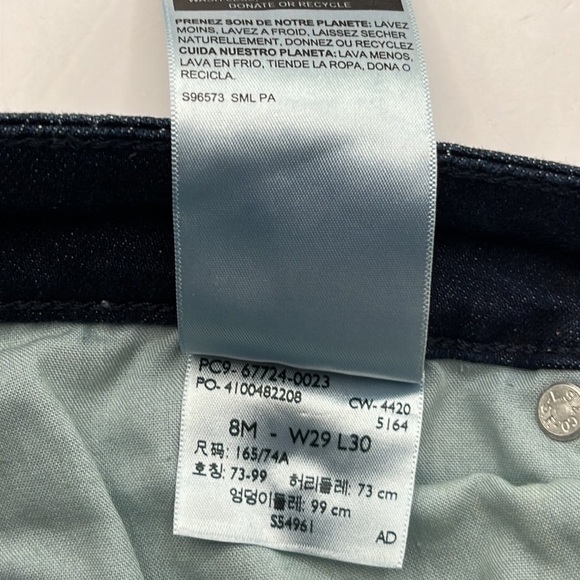 DONATE OR RECYCLE
PRENEZ SOIN DE NOTRE PLANETE: LAVEZ
MOINS, LAVEZ A FROID, LAISSEZ SECHER
NATURELLEMENT, DONNEZ OU RECYCLEZ
CUIDA NUESTRO PLANETA: LAVA MENOS,
LAVA EN FRIO, TIENDE LA ROPA, DONA O
RECICLA.
S96573 SML PA
PC9- 67724-0023
PO- 4100482208
CW- 4420
5164
8M - W29 L30
尺码: 165/74A
호칭: 73-99 허리둘레: 73 cm
엉덩이둘레: 99 cm
S54961
AD